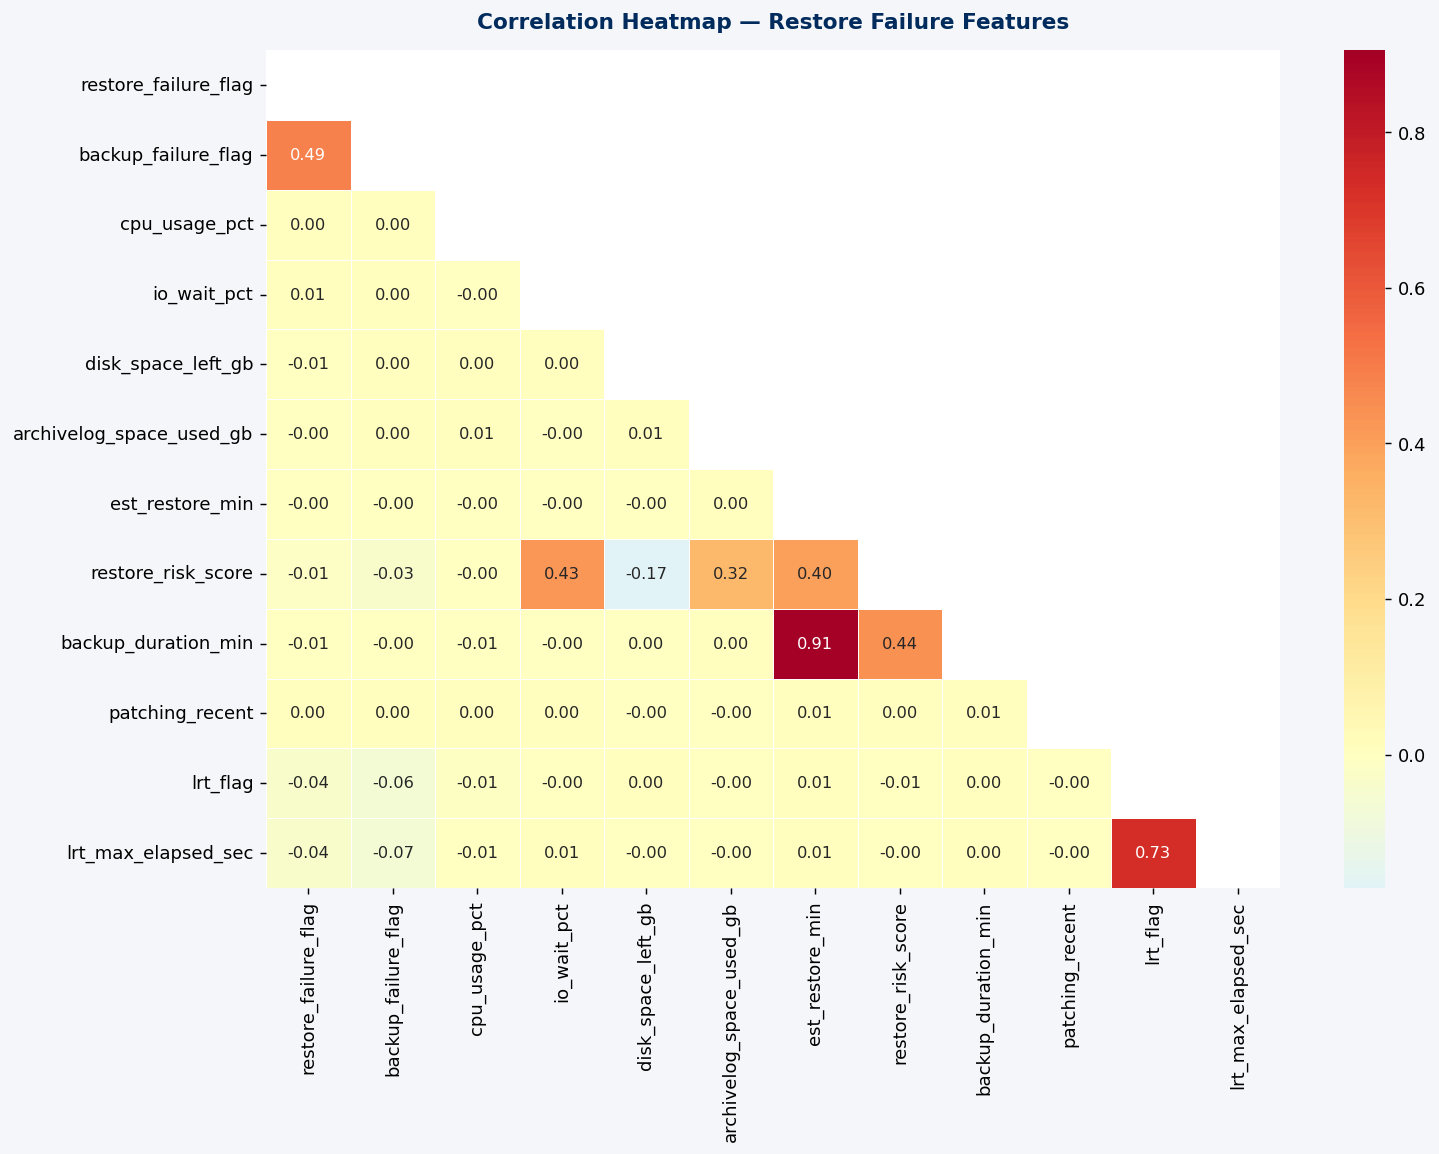 Correlation Heatmap — Restore Failure Features
restore_failure_flag
backup_failure_flag 0.49
cpu_usage_pct 0.00 0.00
io_wait_pct 0.01 0.00 -0.00
disk_space_left_gb -0.01 0.00 0.00 0.00
archivelog_space_used_gb -0.00 0.00 0.01 -0.00 0.01
est_restore_min -0.00 -0.00 -0.00 -0.00 -0.00 0.00
restore_risk_score -0.01 -0.03 -0.00 0.43 -0.17 0.32 0.40
backup_duration_min -0.01 -0.00 -0.01 -0.00 0.00 0.00 0.91 0.44
patching_recent 0.00 0.00 0.00 0.00 -0.00 -0.00 0.01 0.00 0.01
lrt_flag -0.04 -0.06 -0.01 -0.00 0.00 -0.00 0.01 -0.01 0.00 -0.00
lrt_max_elapsed_sec -0.04 -0.07 -0.01 0.01 -0.00 -0.00 0.01 -0.00 0.00 -0.00 0.73
restore_failure_flag
backup_failure_flag
cpu_usage_pct
io_wait_pct
disk_space_left_gb
archivelog_space_used_gb
est_restore_min
restore_risk_score
backup_duration_min
patching_recent
lrt_flag
lrt_max_elapsed_sec
0.8
0.6
0.4
0.2
0.0